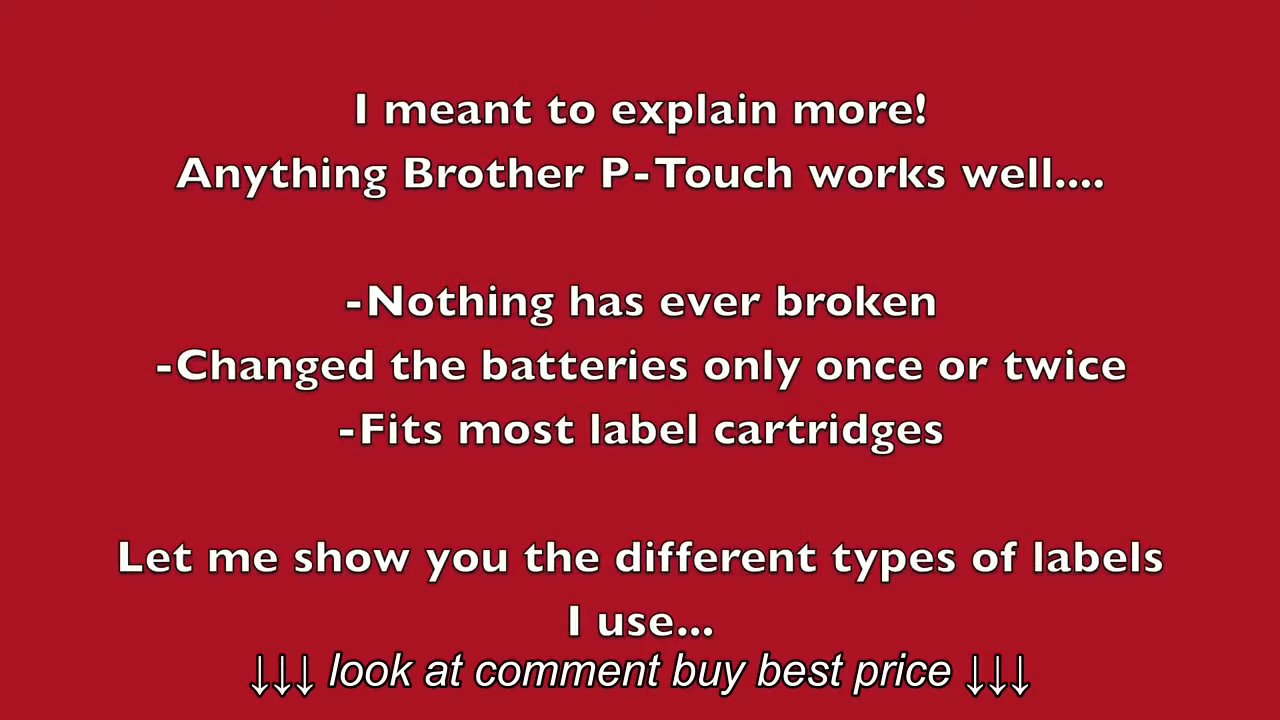 I meant to explain more!
Anything Brother P-Touch works well....
-Nothing has ever broken
-Changed the batteries only once or twice
-Fits most label cartridges
Let me show you the different types of labels
I use...
↓↓↓ look at comment buy best price ↓↓↓